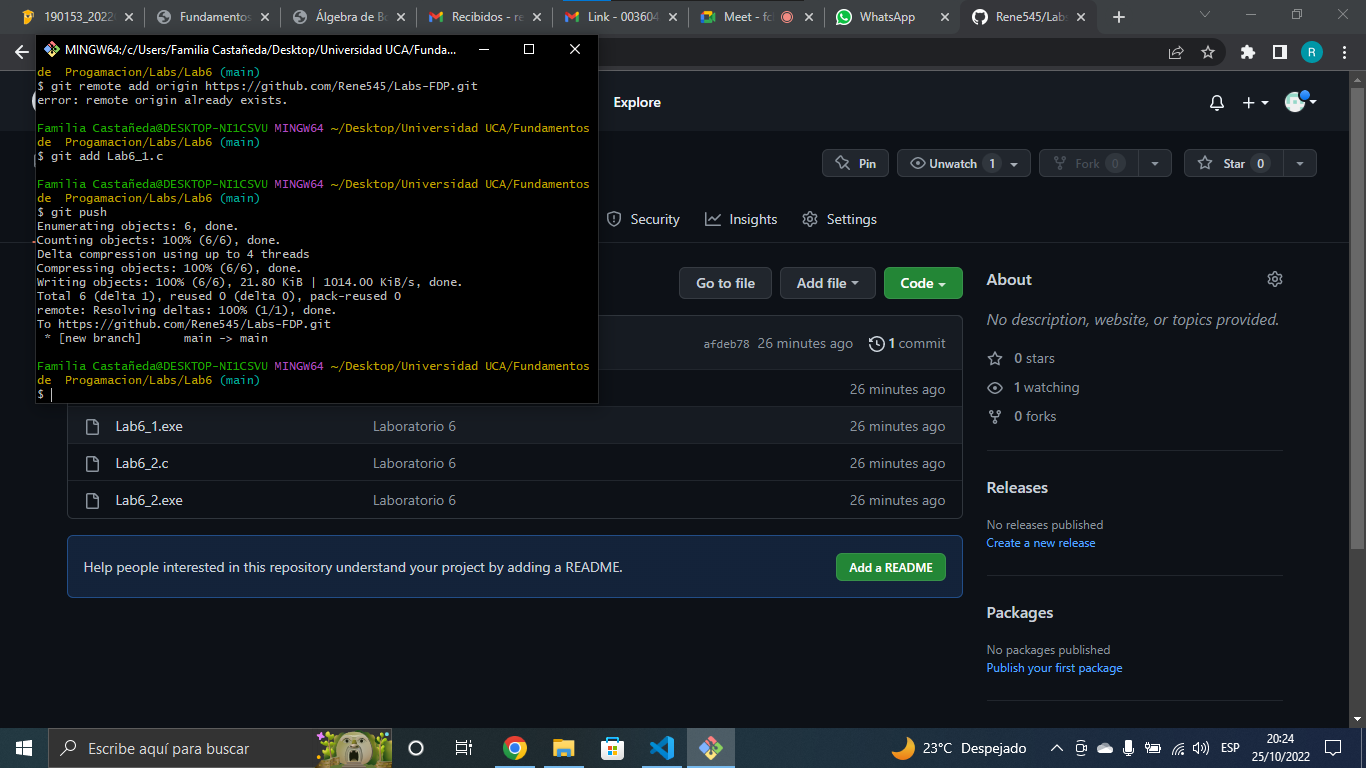 190153_2022
Fundamentos
Álgebra de Bo
Recibidos - re
Link - 003604
Meet - fc
WhatsApp
Rene545/Labs
MINGW64:/c/Users/Familia Castañeda/Desktop/Universidad UCA/Funda...
de  Progamacion/Labs/Lab6 (main)
$ git remote add origin https://github.com/Rene545/Labs-FDP.git
error: remote origin already exists.
Familia Castañeda@DESKTOP-NI1CSVU MINGW64 ~/Desktop/Universidad UCA/Fundamentos
de  Progamacion/Labs/Lab6 (main)
$ git add Lab6_1.c
Familia Castañeda@DESKTOP-NI1CSVU MINGW64 ~/Desktop/Universidad UCA/Fundamentos
de  Progamacion/Labs/Lab6 (main)
$ git push
Enumerating objects: 6, done.
Counting objects: 100% (6/6), done.
Delta compression using up to 4 threads
Compressing objects: 100% (6/6), done.
Writing objects: 100% (6/6), 21.80 KiB | 1014.00 KiB/s, done.
Total 6 (delta 1), reused 0 (delta 0), pack-reused 0
remote: Resolving deltas: 100% (1/1), done.
To https://github.com/Rene545/Labs-FDP.git
 * [new branch]      main -> main
Familia Castañeda@DESKTOP-NI1CSVU MINGW64 ~/Desktop/Universidad UCA/Fundamentos
de  Progamacion/Labs/Lab6 (main)
$
R
Explore
Pin
Unwatch 1
Fork 0
Star 0
Security
Insights
Settings
Go to file
Add file
Code
afdeb78 26 minutes ago 1 commit
26 minutes ago
Lab6_1.exe Laboratorio 6 26 minutes ago
Lab6_2.c Laboratorio 6 26 minutes ago
Lab6_2.exe Laboratorio 6 26 minutes ago
Help people interested in this repository understand your project by adding a README.
Add a README
About
No description, website, or topics provided.
0 stars
1 watching
0 forks
Releases
No releases published
Create a new release
Packages
No packages published
Publish your first package
Escribe aquí para buscar
23°C Despejado
ESP
20:24
25/10/2022